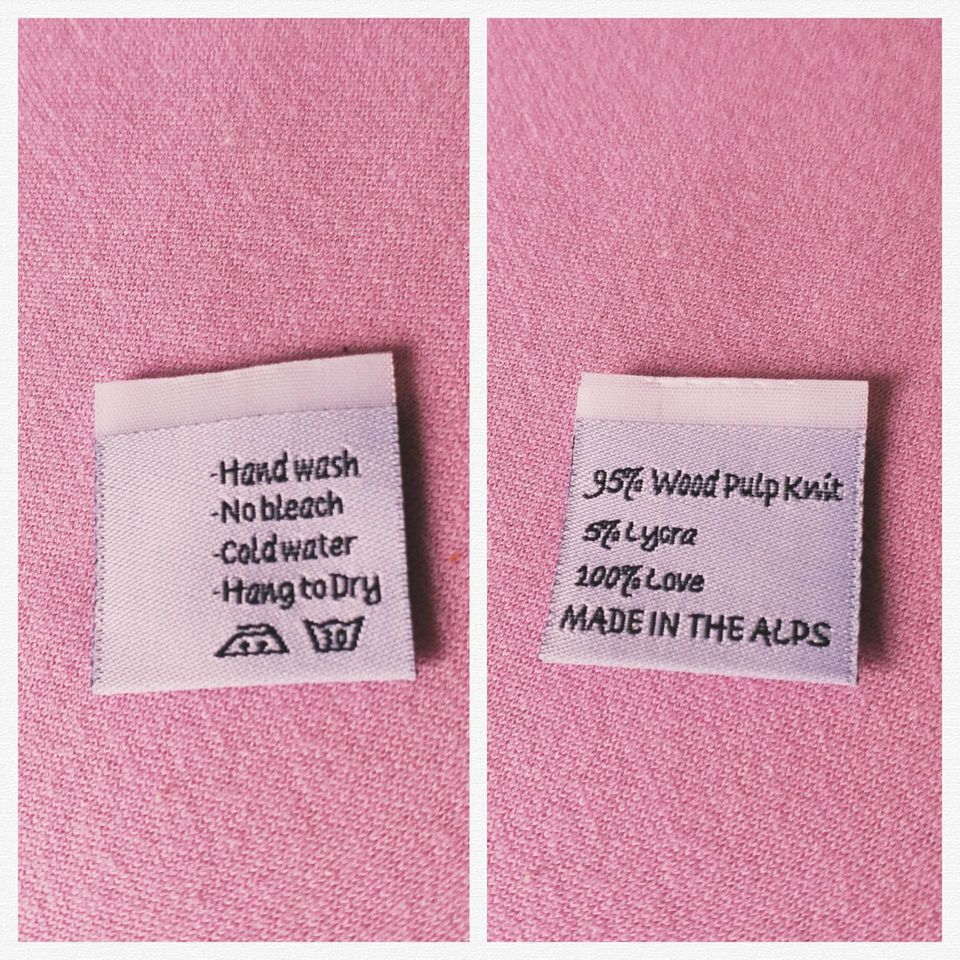 -Hand wash
-No bleach
-Cold water
-Hang to Dry
30
95% Wood Pulp Knit
5% Lycra
100% Love
MADE IN THE ALPS